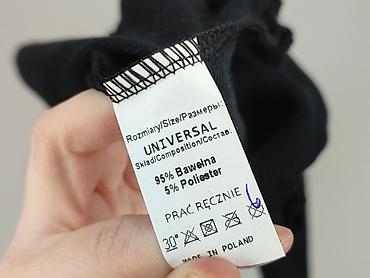 Rozmiary/Size/Размеры:
UNIVERSAL
Skład/Composition/Состав:
95% Bawełna
5% Poliester
PRAĆ RĘCZNIE
30°
MADE IN POLAND